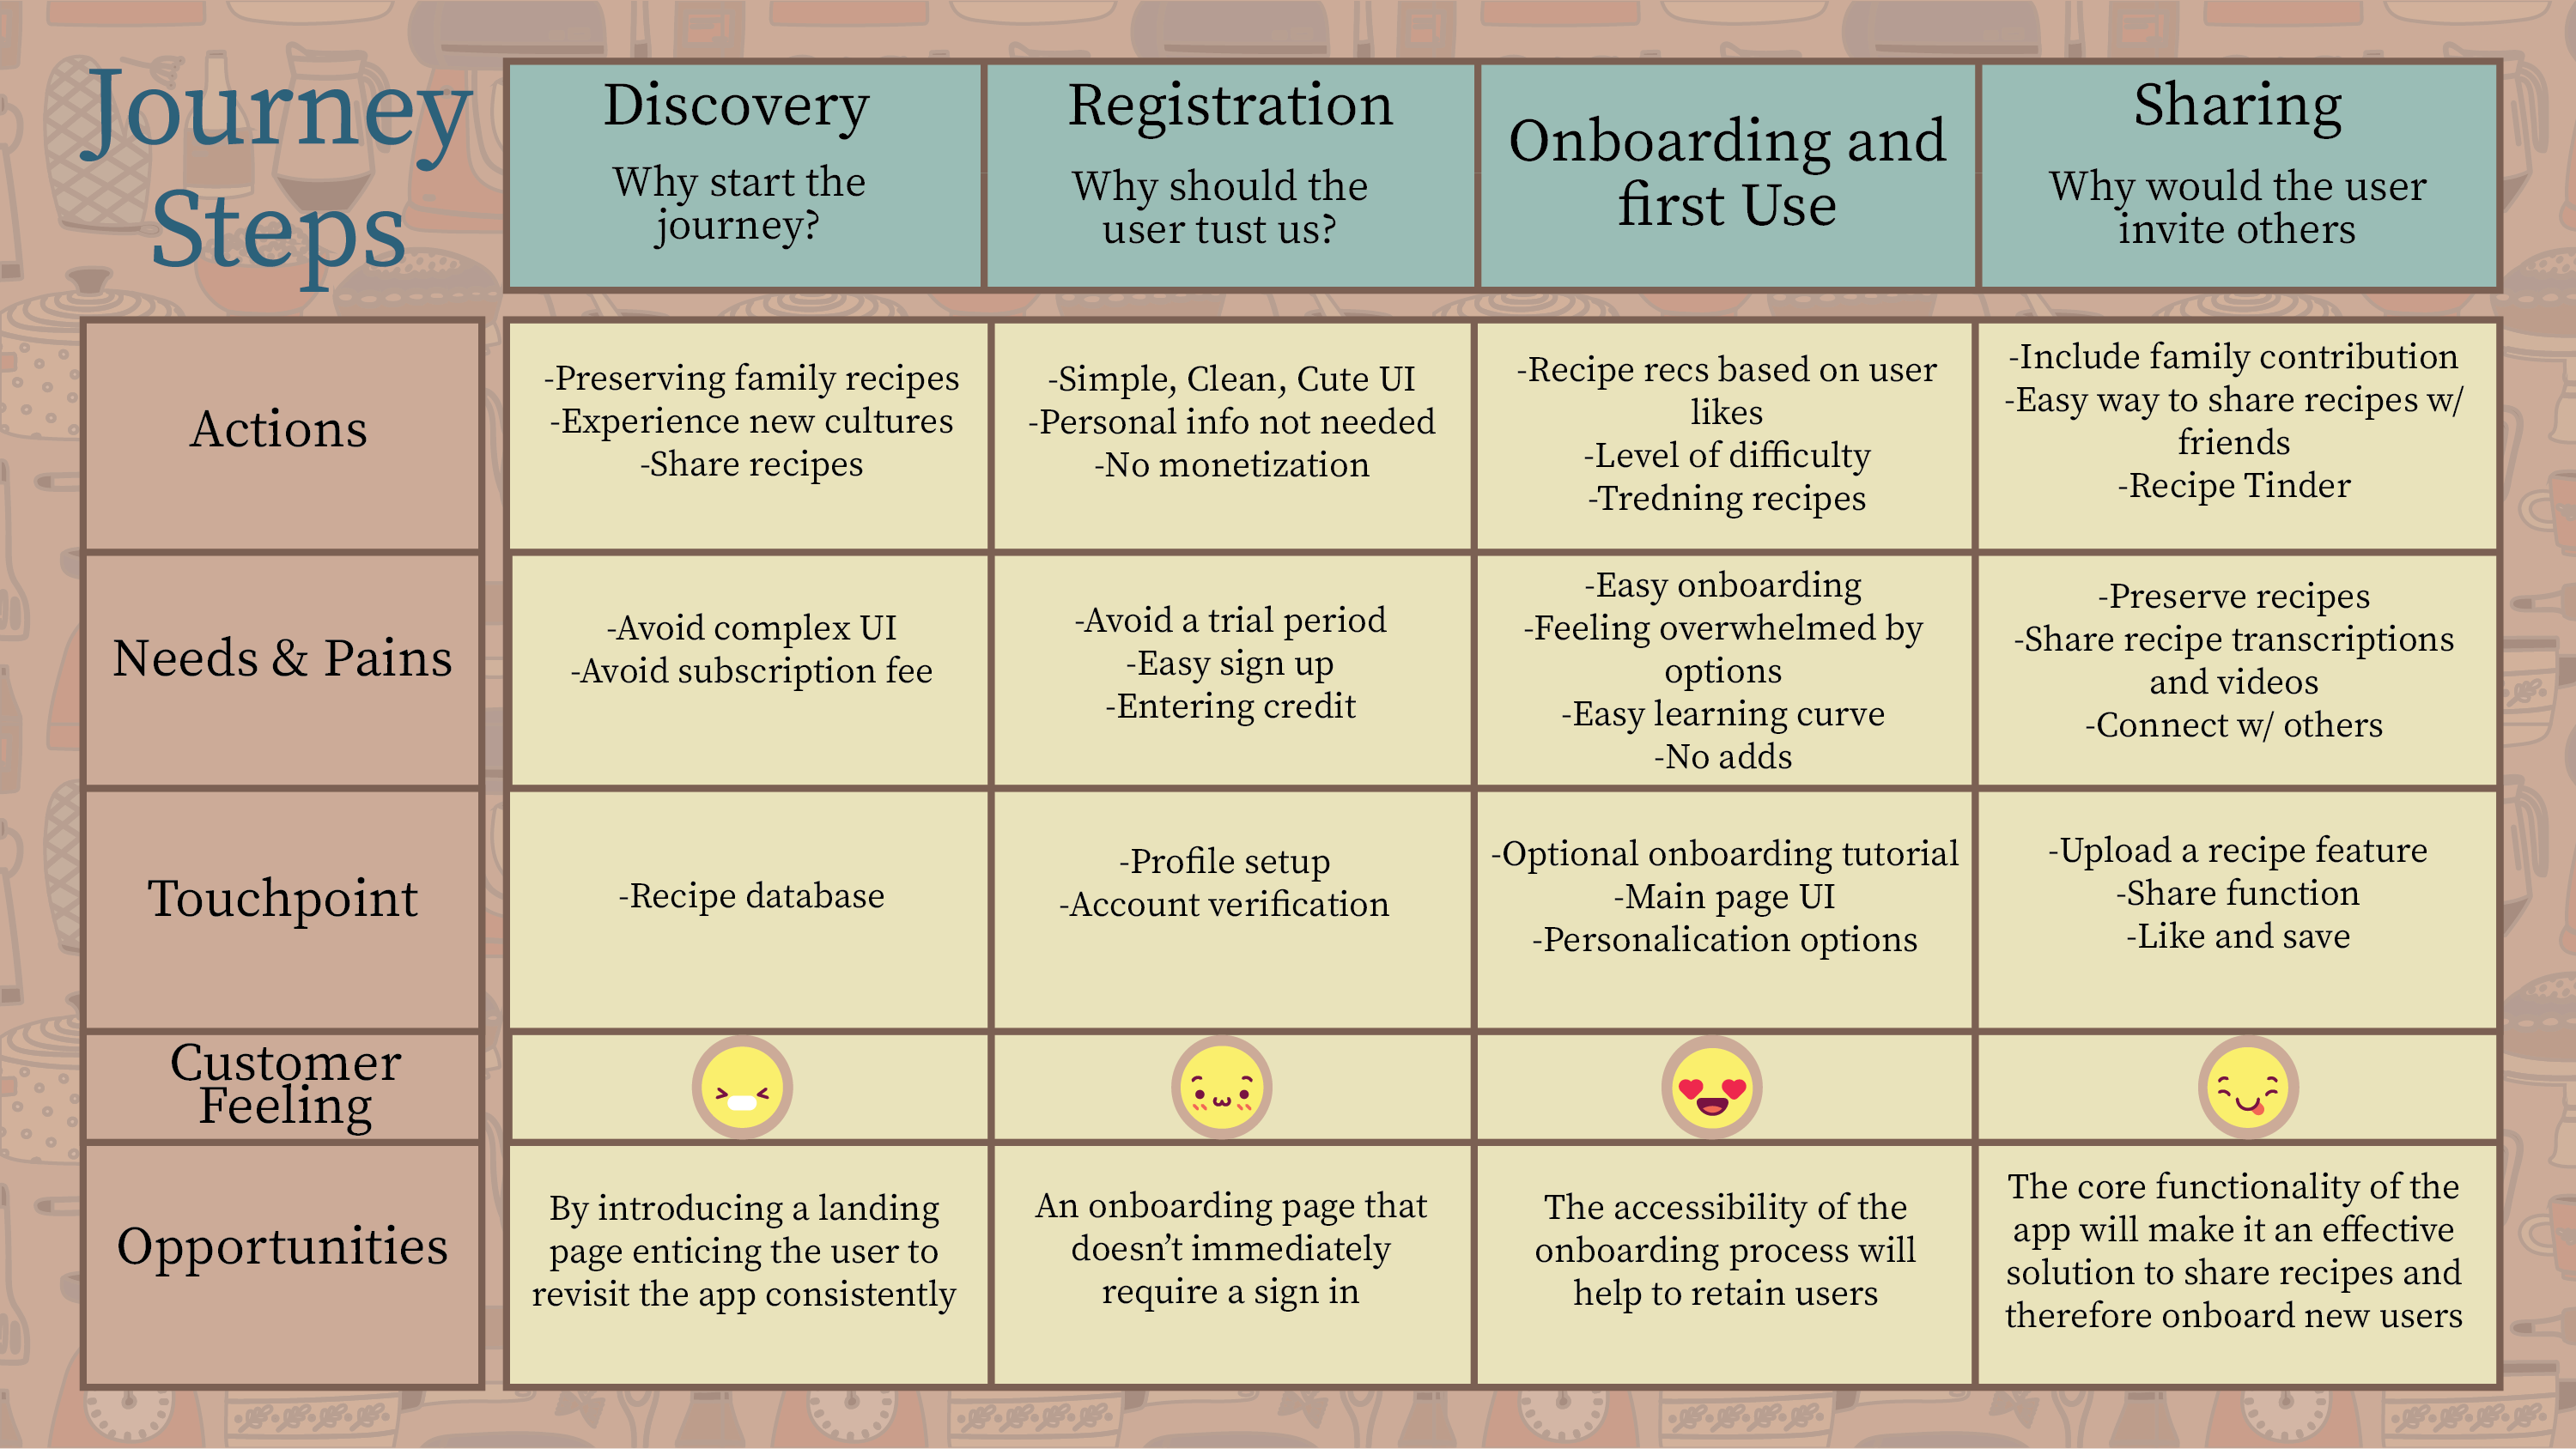 Journey
Steps
Discovery
Why start the
journey?
Registration
Why should the
user tust us?
Onboarding and
first Use
Sharing
Why would the user
invite others
Actions
-Preserving family recipes
-Experience new cultures
-Share recipes
-Simple, Clean, Cute UI
-Personal info not needed
-No monetization
-Recipe recs based on user
likes
-Level of difficulty
-Tredning recipes
-Include family contribution
-Easy way to share recipes w/
friends
-Recipe Tinder
Needs & Pains
-Avoid complex UI
-Avoid subscription fee
-Avoid a trial period
-Easy sign up
-Entering credit
-Easy onboarding
-Feeling overwhelmed by
options
-Easy learning curve
-No adds
-Preserve recipes
-Share recipe transcriptions
and videos
-Connect w/ others
Touchpoint
-Recipe database
-Profile setup
-Account verification
-Optional onboarding tutorial
-Main page UI
-Personalication options
-Upload a recipe feature
-Share function
-Like and save
Customer
Feeling
Opportunities
By introducing a landing
page enticing the user to
revisit the app consistently
An onboarding page that
doesn’t immediately
require a sign in
The accessibility of the
onboarding process will
help to retain users
The core functionality of the
app will make it an effective
solution to share recipes and
therefore onboard new users